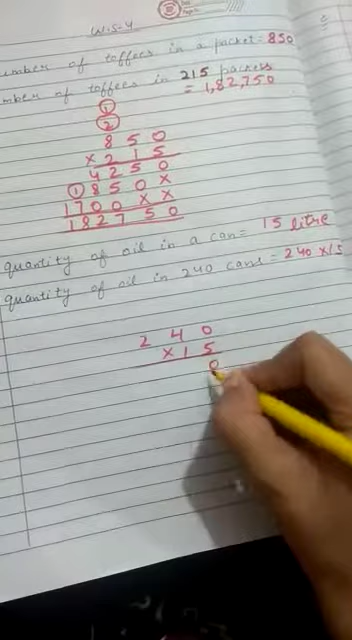 W.S-4
umber of toffees in a packet = 850
mber of toffees in 215 packets
= 1,82,750
1
2
8 5 0
x 2 1 5
4 2 5 0
1 8 5 0 x
1 7 0 0 x x
1 8 2 7 5 0
quantity of oil in a can = 15 litre
quantity of oil in 240 cans = 240 x 15
2 4 0
x 1 5
0